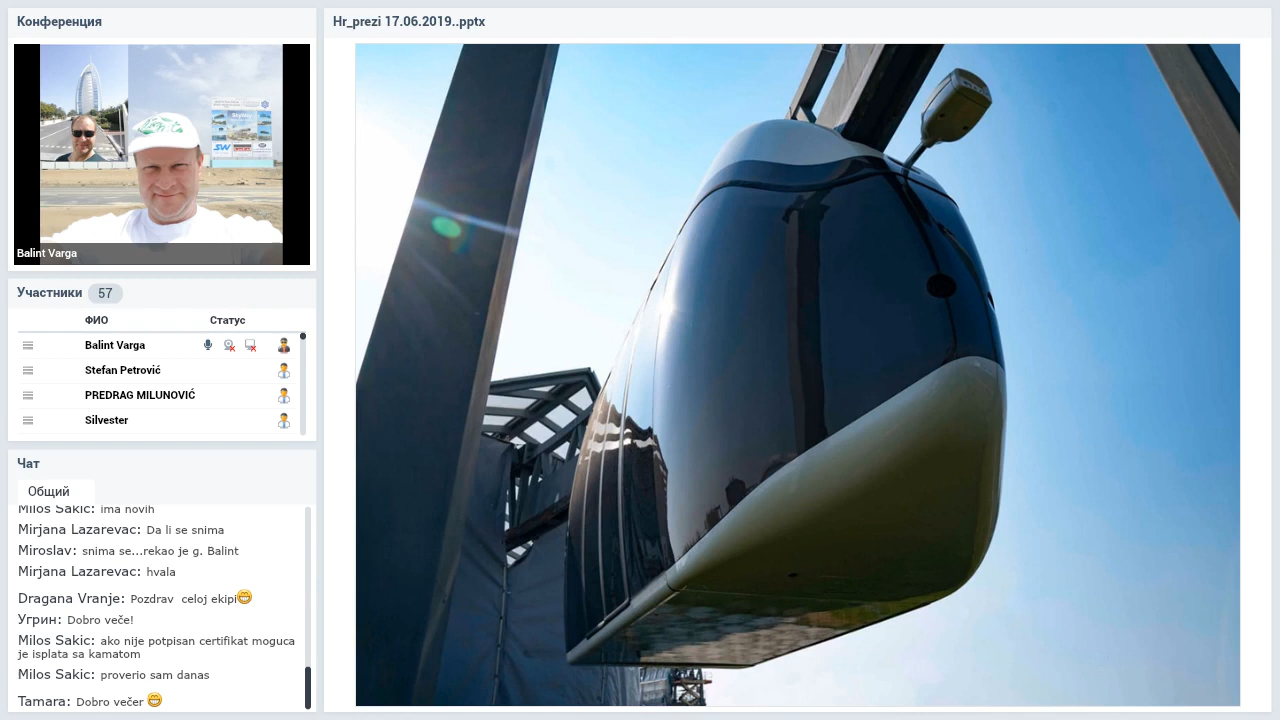 Конференция
Balint Varga
Участники 57
ФИО Статус
Balint Varga
Stefan Petrović
PREDRAG MILUNOVIĆ
Silvester
Чат
Общий
Milos Sakic: ima novih
Mirjana Lazarevac: Da li se snima
Miroslav: snima se...rekao je g. Balint
Mirjana Lazarevac: hvala
Dragana Vranje: Pozdrav celoj ekipi
Угрин: Dobro veče!
Milos Sakic: ako nije potpisan certifikat moguca
je isplata sa kamatom
Milos Sakic: proverio sam danas
Tamara: Dobro večer
Hr_prezi 17.06.2019..pptx
SkyWay
SW